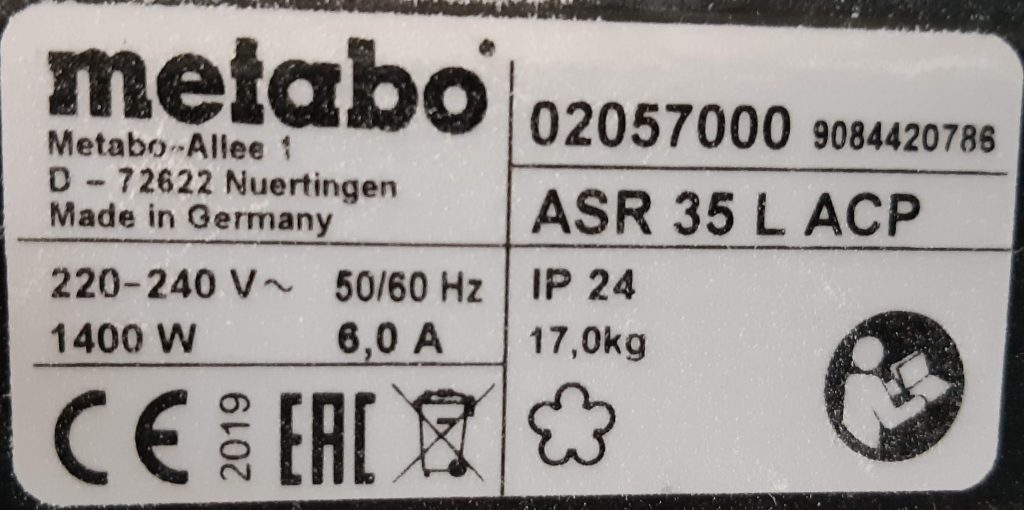 metabo
Metabo-Allee 1
D - 72622 Nuertingen
Made in Germany
02057000 9084420786
ASR 35 L ACP
220-240 V~ 50/60 Hz
1400 W 6,0 A
IP 24
17,0kg
CE 2019 EAC